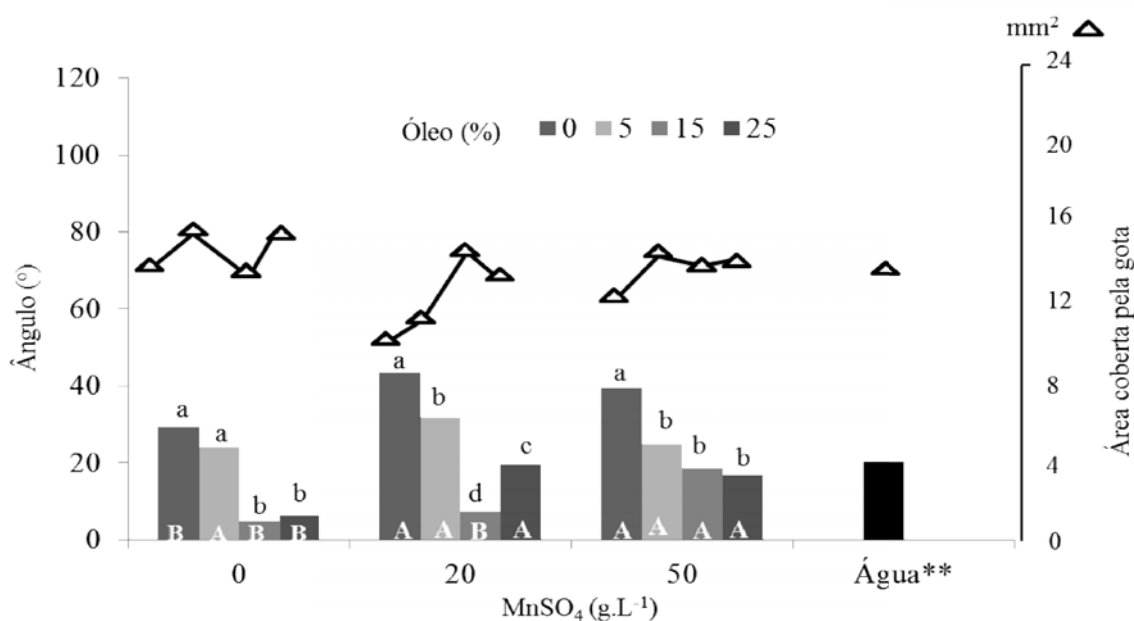 mm²
24
20
16
12
8
4
0
Área coberta pela gota
Óleo (%) 0 5 15 25
120
100
80
60
40
20
0
Ângulo (º)
a a b b
a b d c
a b b b
B A B B
A A B A
A A A A
0 20 50 Água**
MnSO₄ (g.L⁻¹)